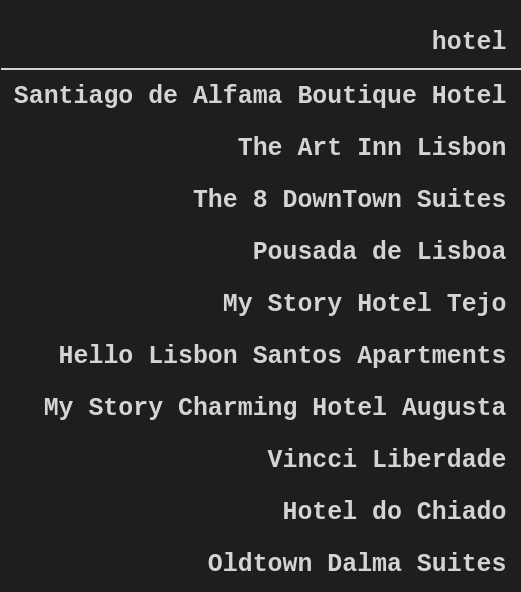 hotel
Santiago de Alfama Boutique Hotel
The Art Inn Lisbon
The 8 DownTown Suites
Pousada de Lisboa
My Story Hotel Tejo
Hello Lisbon Santos Apartments
My Story Charming Hotel Augusta
Vincci Liberdade
Hotel do Chiado
Oldtown Dalma Suites